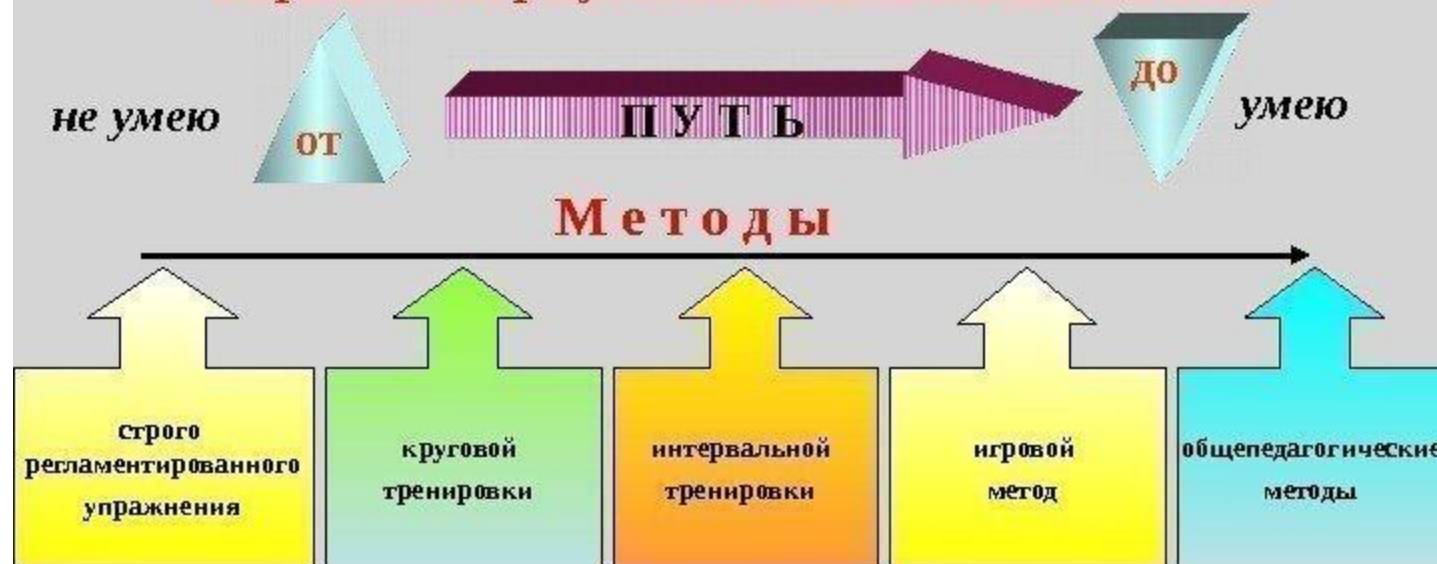 не умею
от
ПУТЬ
до
умею
Методы
строго
регламентированного
упражнения
круговой
тренировки
интервальной
тренировки
игровой
метод
общепедагогические
методы